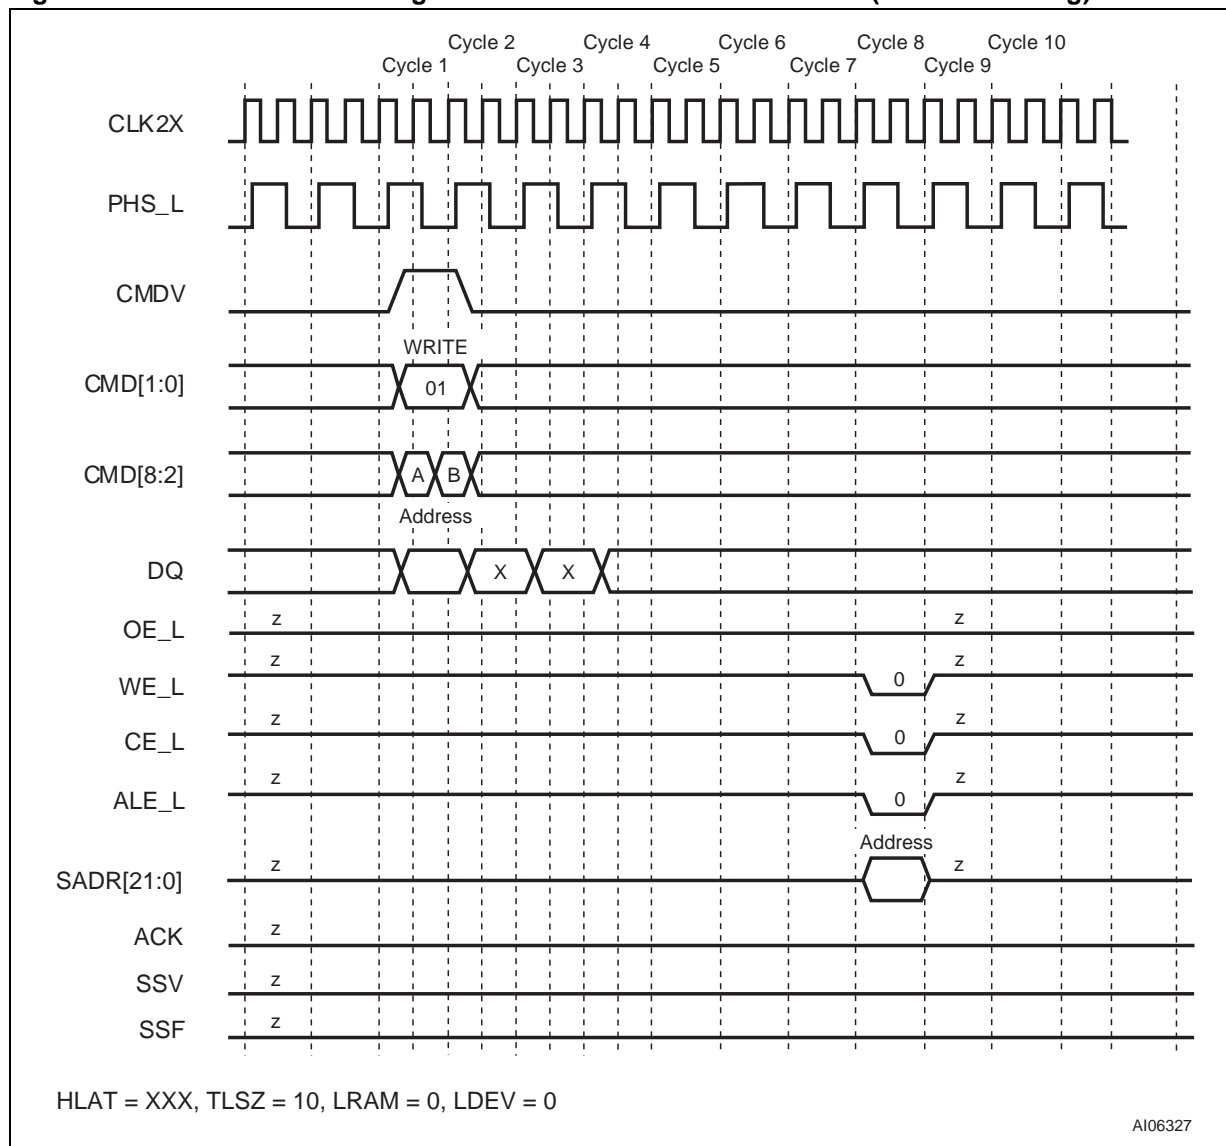 Cycle 2 Cycle 4 Cycle 6 Cycle 8 Cycle 10
Cycle 1 Cycle 3 Cycle 5 Cycle 7 Cycle 9
CLK2X
PHS_L
CMDV
WRITE
CMD[1:0] 01
CMD[8:2] A B
Address
DQ X X
OE_L z z
WE_L z 0 z
CE_L z 0 z
ALE_L z 0 z
Address
SADR[21:0] z z
ACK z
SSV z
SSF z
HLAT = XXX, TLSZ = 10, LRAM = 0, LDEV = 0
AI06327